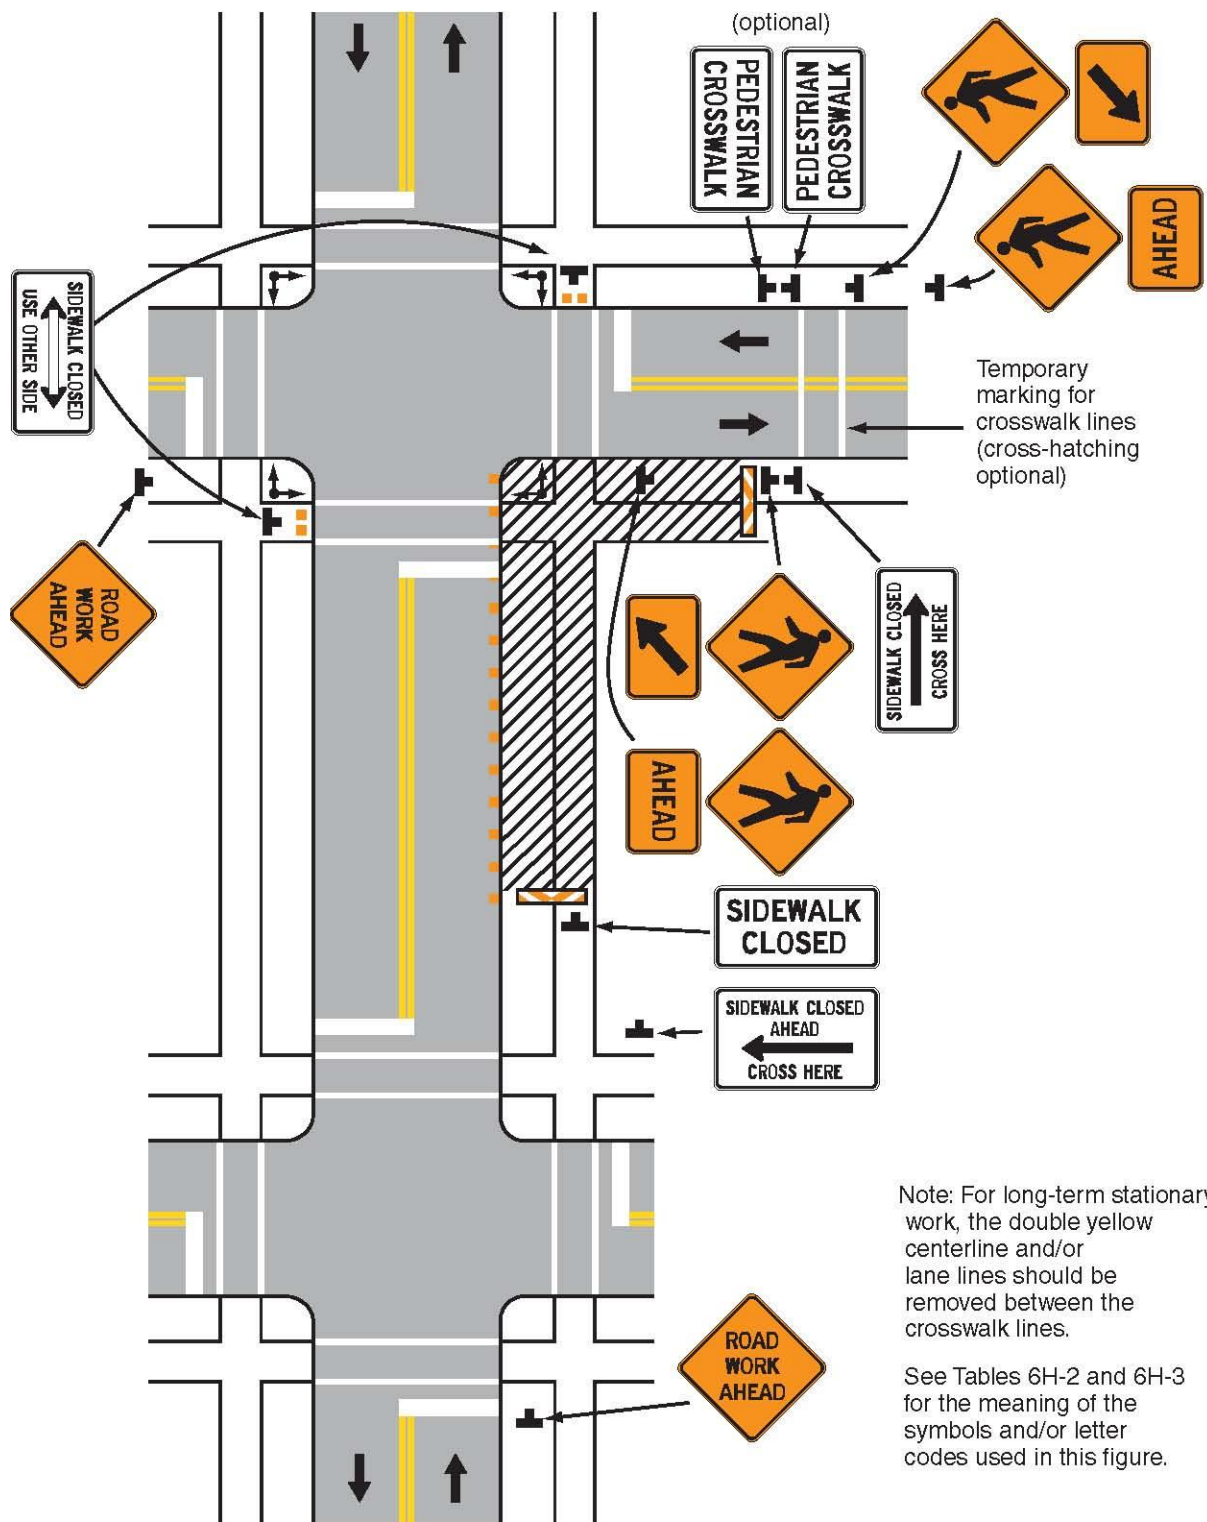 (optional)
PEDESTRIAN
CROSSWALK
PEDESTRIAN
CROSSWALK
AHEAD
SIDEWALK CLOSED
USE OTHER SIDE
Temporary
marking for
crosswalk lines
(cross-hatching
optional)
ROAD
WORK
AHEAD
SIDEWALK CLOSED
CROSS HERE
AHEAD
SIDEWALK
CLOSED
SIDEWALK CLOSED
AHEAD
CROSS HERE
Note: For long-term stationary
work, the double yellow
centerline and/or
lane lines should be
removed between the
crosswalk lines.
ROAD
WORK
AHEAD
See Tables 6H-2 and 6H-3
for the meaning of the
symbols and/or letter
codes used in this figure.